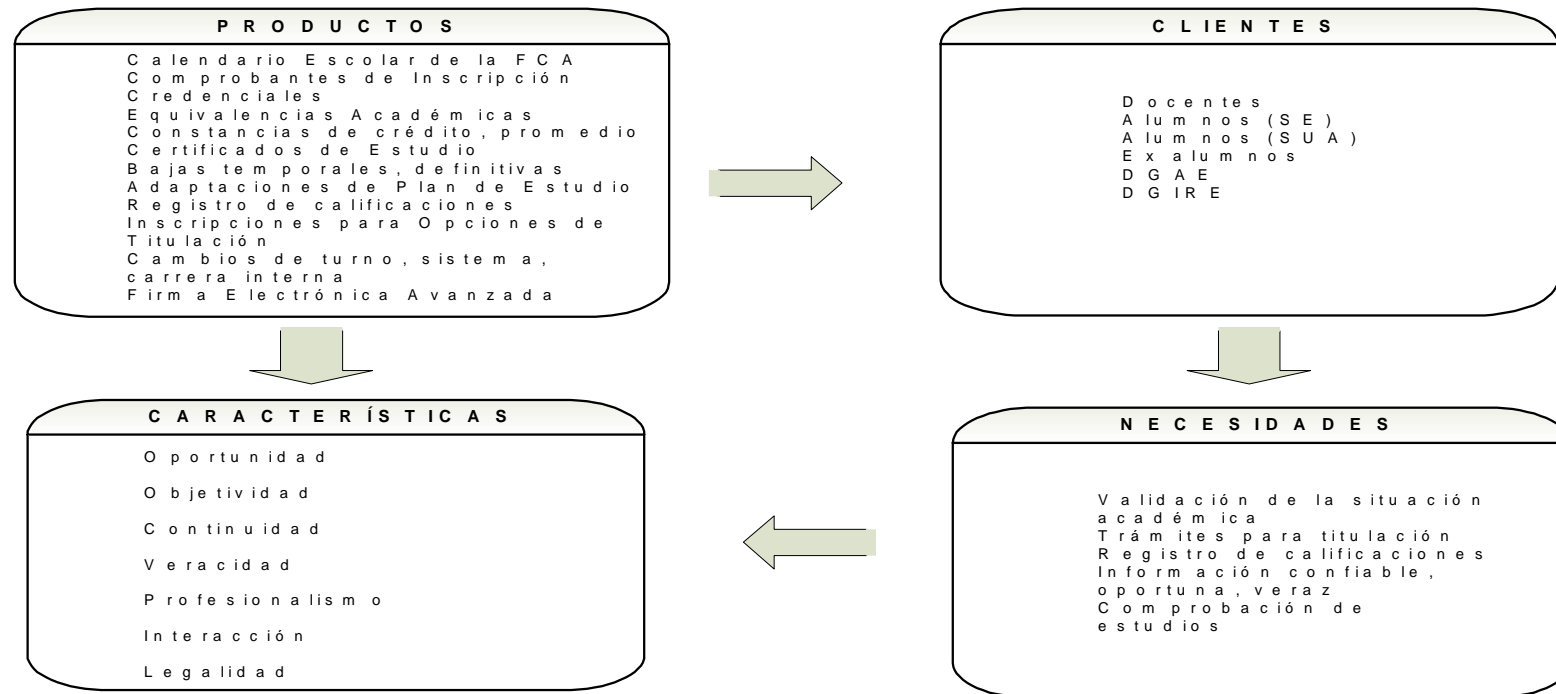 PRODUCTOS
Calendario Escolar de la FCA
Comprobantes de Inscripción
Credenciales
Equivalencias Académicas
Constancias de crédito, promedio
Certificados de Estudio
Bajas temporales, definitivas
Adaptaciones de Plan de Estudio
Registro de calificaciones
Inscripciones para Opciones de
Titulación
Cambios de turno, sistema,
carrera interna
Firma Electrónica Avanzada
CLIENTES
Docentes
Alumnos (SE)
Alumnos (SUA)
Ex alumnos
DGAE
DGIRE
CARACTERÍSTICAS
Oportunidad
Objetividad
Continuidad
Veracidad
Profesionalismo
Interacción
Legalidad
NECESIDADES
Validación de la situación
académica
Trámites para titulación
Registro de calificaciones
Información confiable,
oportuna, veraz
Comprobación de
estudios